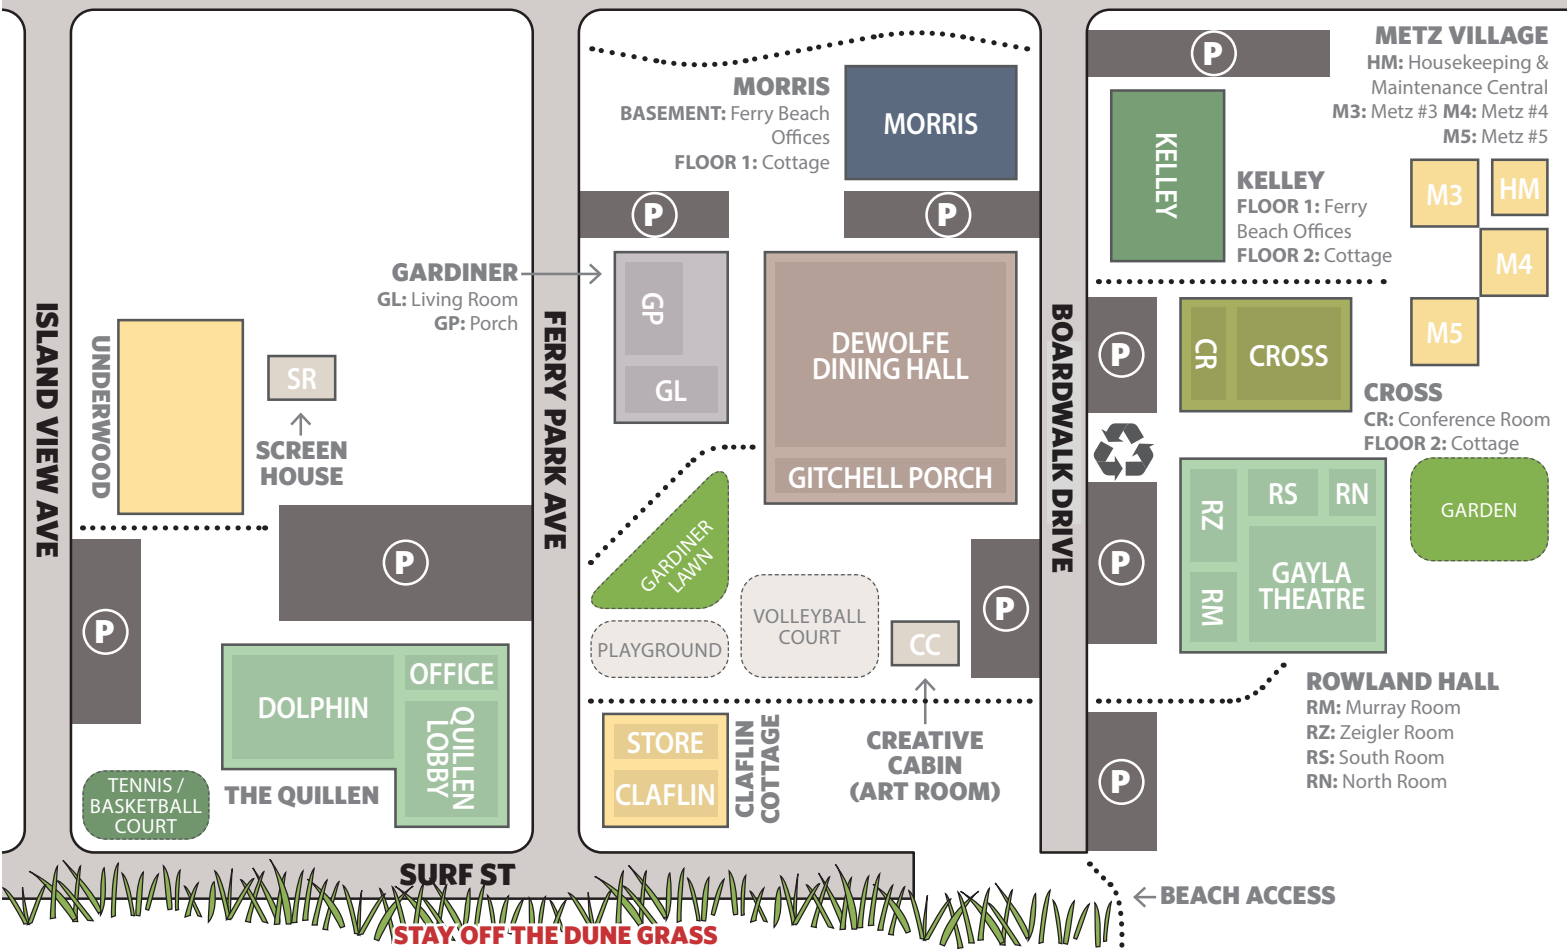 METZ VILLAGE
HM: Housekeeping &
Maintenance Central
M3: Metz #3 M4: Metz #4
M5: Metz #5
P
MORRIS
BASEMENT: Ferry Beach
Offices
FLOOR 1: Cottage
MORRIS
KELLEY
KELLEY
FLOOR 1: Ferry
Beach Offices
FLOOR 2: Cottage
M3
HM
M4
M5
P
P
GARDINER
GL: Living Room
GP: Porch
GP
GL
DEWOLFE
DINING HALL
GITCHELL PORCH
ISLAND VIEW AVE
FERRY PARK AVE
BOARDWALK DRIVE
UNDERWOOD
SR
SCREEN
HOUSE
P
CR
CROSS
CROSS
CR: Conference Room
FLOOR 2: Cottage
GARDEN
RZ
RS
RN
RM
GAYLA
THEATRE
P
ROWLAND HALL
RM: Murray Room
RZ: Zeigler Room
RS: South Room
RN: North Room
P
P
P
GARDINER
LAWN
PLAYGROUND
VOLLEYBALL
COURT
CC
P
CREATIVE
CABIN
(ART ROOM)
STORE
CLAFLIN
CLAFLIN
COTTAGE
DOLPHIN
OFFICE
QUILLEN
LOBBY
THE QUILLEN
TENNIS /
BASKETBALL
COURT
P
SURF ST
BEACH ACCESS
STAY OFF THE DUNE GRASS